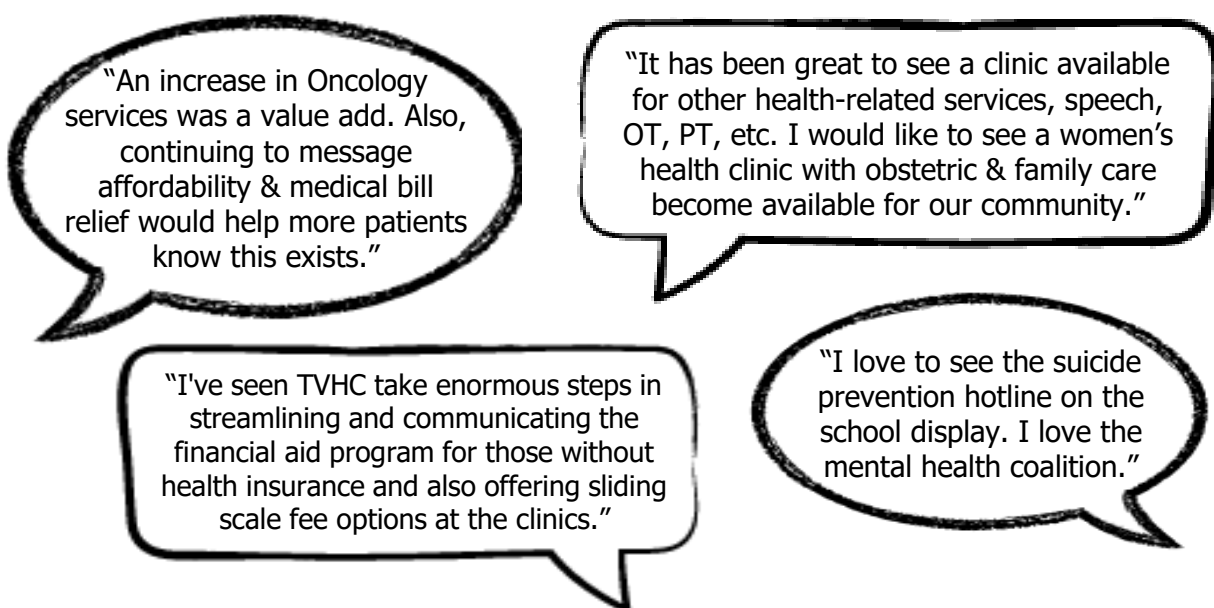 “An increase in Oncology
services was a value add. Also,
continuing to message
affordability & medical bill
relief would help more patients
know this exists.”
“It has been great to see a clinic available
for other health-related services, speech,
OT, PT, etc. I would like to see a women’s
health clinic with obstetric & family care
become available for our community.”
“I've seen TVHC take enormous steps in
streamlining and communicating the
financial aid program for those without
health insurance and also offering sliding
scale fee options at the clinics.”
“I love to see the suicide
prevention hotline on the
school display. I love the
mental health coalition.”